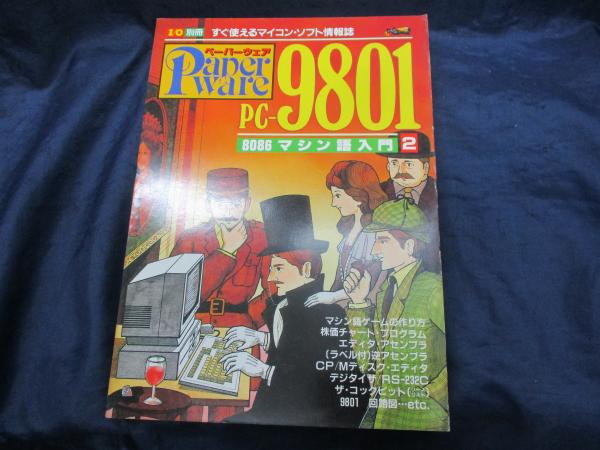 I/O 別冊 すぐ使えるマイコン・ソフト情報誌
ペーパーウェア
Paper
ware
PC-9801
8086 マシン語入門 2
マシン語ゲームの作り方
株価チャート・プログラム
エディタ・アセンブラ
(ラベル付)逆アセンブラ
CP/Mディスク・エディタ
デジタイザ/RS-232C
ザ・コックピット
9801 回路図…etc.